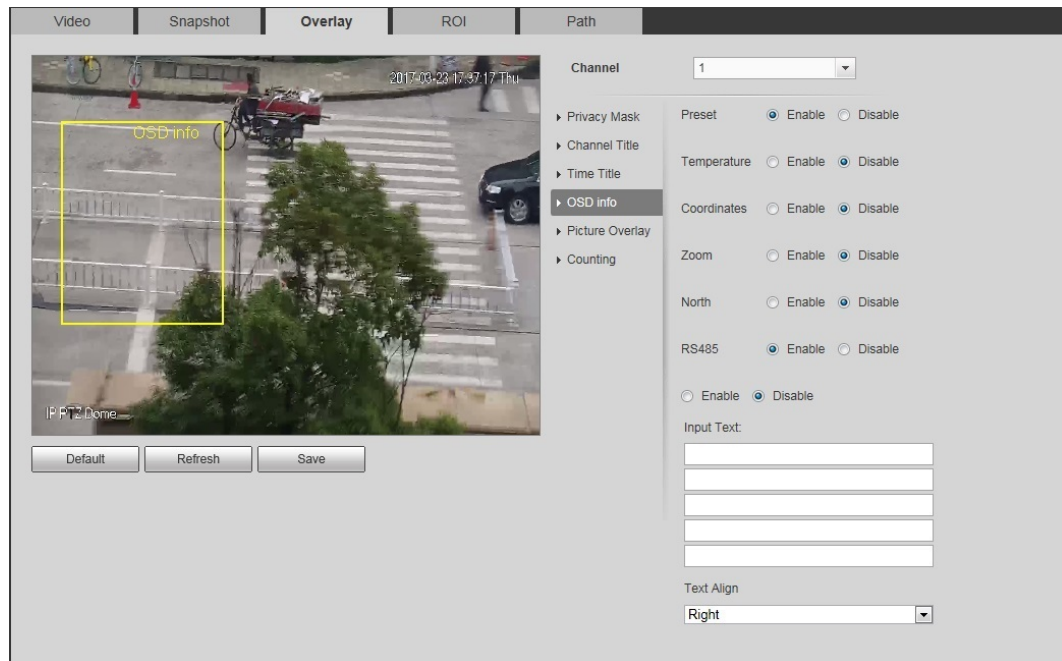 Video Snapshot Overlay ROI Path
2017-03-23 17:37:17 Thu
OSD info
IP PTZ Dome
Default Refresh Save
Channel 1
Privacy Mask
Channel Title
Time Title
OSD info
Picture Overlay
Counting
Preset Enable Disable
Temperature Enable Disable
Coordinates Enable Disable
Zoom Enable Disable
North Enable Disable
RS485 Enable Disable
Enable Disable
Input Text:
Text Align
Right